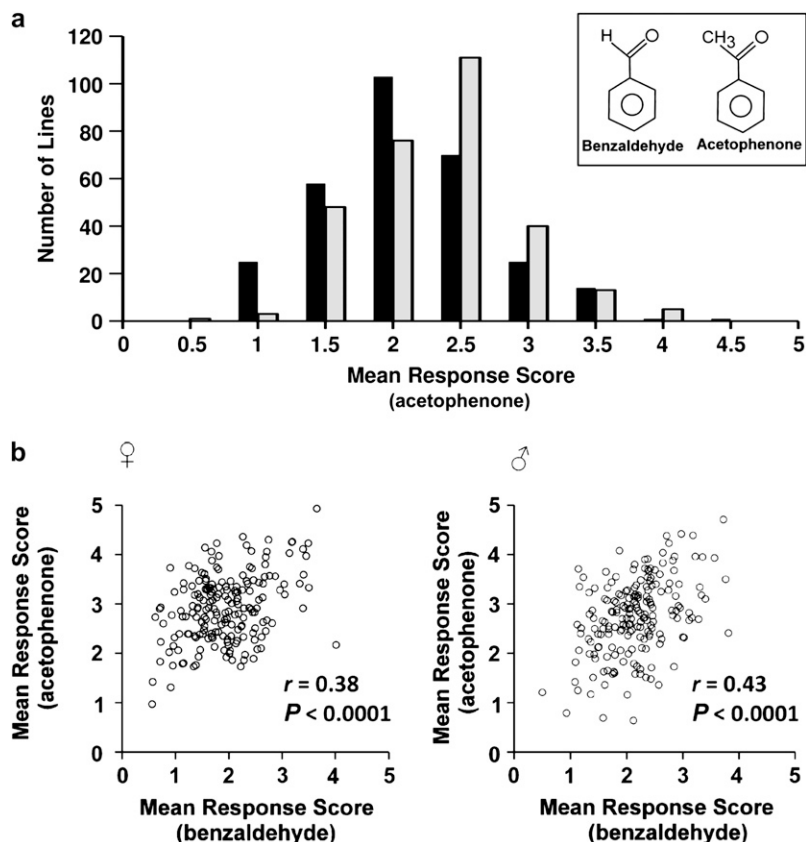 a
120
100
80
60
40
20
0
Number of Lines
0 0.5 1 1.5 2 2.5 3 3.5 4 4.5 5
Mean Response Score
(acetophenone)
H O
CH3 O
Benzaldehyde Acetophenone
b
♀
5
4
3
2
1
0
Mean Response Score
(acetophenone)
r = 0.38
P < 0.0001
0 1 2 3 4 5
Mean Response Score
(benzaldehyde)
♂
5
4
3
2
1
0
Mean Response Score
(acetophenone)
r = 0.43
P < 0.0001
0 1 2 3 4 5
Mean Response Score
(benzaldehyde)